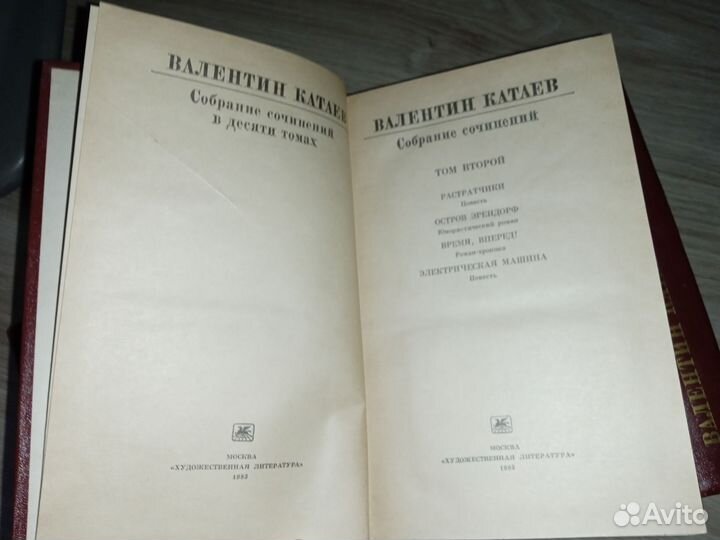 ВАЛЕНТИН КАТАЕВ
Собрание сочинений
в десяти томах
МОСКВА
«ХУДОЖЕСТВЕННАЯ ЛИТЕРАТУРА»
1983
ВАЛЕНТИН КАТАЕВ
Собрание сочинений
ТОМ ВТОРОЙ
РАСТРАТЧИКИ
Повесть
ОСТРОВ ЭРЕНДОРФ
Юмористический роман
ВРЕМЯ, ВПЕРЕД!
Роман-хроника
ЭЛЕКТРИЧЕСКАЯ МАШИНА
Повесть
МОСКВА
«ХУДОЖЕСТВЕННАЯ ЛИТЕРАТУРА»
1983
ВАЛЕНТИН
Avito